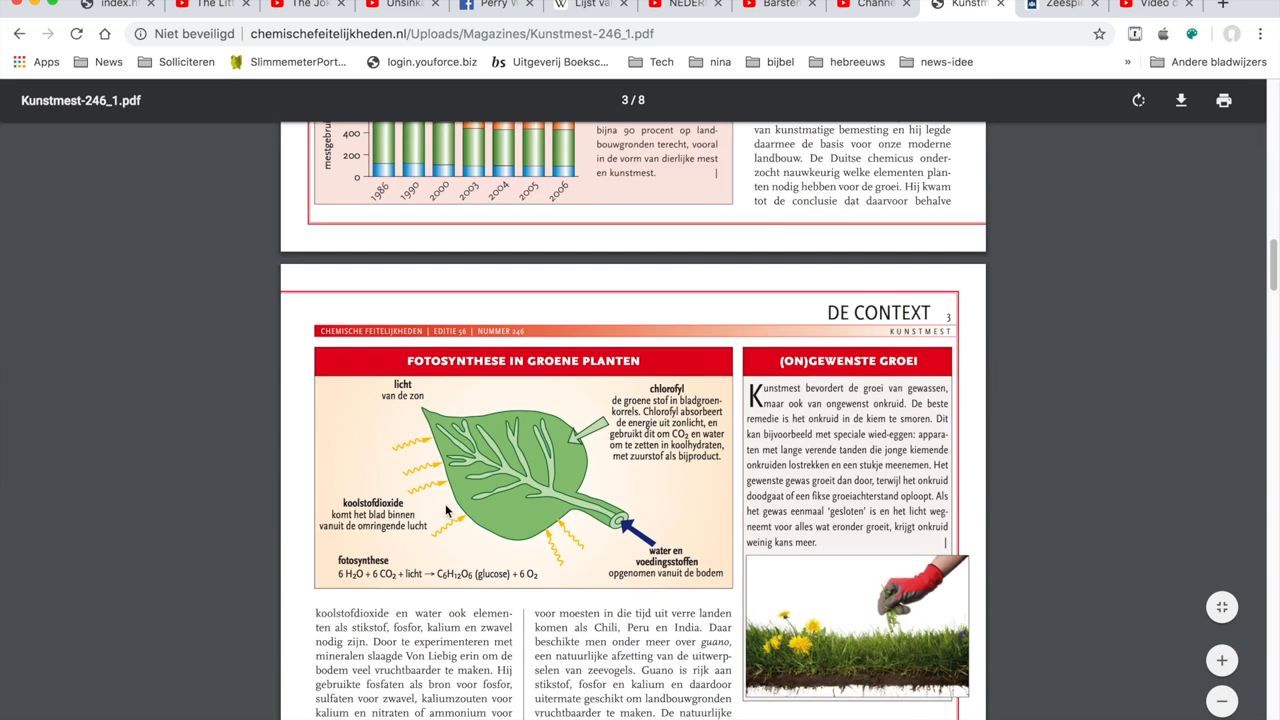 index.h
The Litt
The Jok
Unsinka
Perry W
Lijst van
NEDER
Barsten
Channe
Kunstm
Zeespie
Video d
Niet beveiligd
chemischefeitelijkheden.nl/Uploads/Magazines/Kunstmest-246_1.pdf
Apps
News
Solliciteren
SlimmemeterPort...
login.youforce.biz
bs
Uitgeverij Boeksc...
Tech
nina
bijbel
hebreeuws
news-idee
»
Andere bladwijzers
Kunstmest-246_1.pdf
3 / 8
mestgebrui
400
200
0
1986
1990
2000
2003
2004
2005
2006
bijna 90 procent op land-
bouwgronden terecht, vooral
in de vorm van dierlijke mest
en kunstmest.
van kunstmatige bemesting en hij legde
daarmee de basis voor onze moderne
landbouw. De Duitse chemicus onder-
zocht nauwkeurig welke elementen plan-
ten nodig hebben voor de groei. Hij kwam
tot de conclusie dat daarvoor behalve
DE CONTEXT 3
CHEMISCHE FEITELIJKHEDEN | EDITIE 56 | NUMMER 246
KUNSTMEST
FOTOSYNTHESE IN GROENE PLANTEN
licht
van de zon
chlorofyl
de groene stof in bladgroen-
korrels. Chlorofyl absorbeert
de energie uit zonlicht, en
gebruikt dit om CO₂ en water
om te zetten in koolhydraten,
met zuurstof als bijproduct.
koolstofdioxide
komt het blad binnen
vanuit de omringende lucht
water en
voedingsstoffen
opgenomen vanuit de bodem
fotosynthese
6 H₂O + 6 CO₂ + licht → C₆H₁₂O₆ (glucose) + 6 O₂
(ON)GEWENSTE GROEI
Kunstmest bevordert de groei van gewassen,
maar ook van ongewenst onkruid. De beste
remedie is het onkruid in de kiem te smoren. Dit
kan bijvoorbeeld met speciale wied-eggen: appara-
ten met lange verende tanden die jonge kiemende
onkruiden lostrekken en een stukje meenemen. Het
gewenste gewas groeit dan door, terwijl het onkruid
doodgaat of een fikse groeiachterstand oploopt. Als
het gewas eenmaal 'gesloten' is en het licht weg-
neemt voor alles wat eronder groeit, krijgt onkruid
weinig kans meer.
koolstofdioxide en water ook elemen-
ten als stikstof, fosfor, kalium en zwavel
nodig zijn. Door te experimenteren met
mineralen slaagde Von Liebig erin om de
bodem veel vruchtbaarder te maken. Hij
gebruikte fosfaten als bron voor fosfor,
sulfaten voor zwavel, kaliumzouten voor
kalium en nitraten of ammonium voor
voor moesten in die tijd uit verre landen
komen als Chili, Peru en India. Daar
beschikte men onder meer over guano,
een natuurlijke afzetting van de uitwerp-
selen van zeevogels. Guano is rijk aan
stikstof, fosfor en kalium en daardoor
uitermate geschikt om landbouwgronden
vruchtbaarder te maken. De natuurlijke